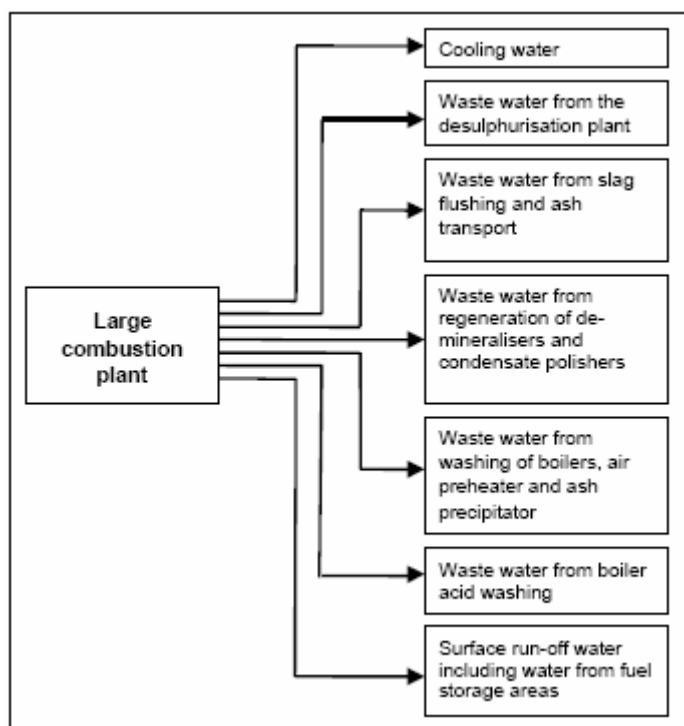 Cooling water
Waste water from the
desulphurisation plant
Waste water from slag
flushing and ash
transport
Large
combustion
plant
Waste water from
regeneration of de-
mineralisers and
condensate polishers
Waste water from
washing of boilers, air
preheater and ash
precipitator
Waste water from boiler
acid washing
Surface run-off water
including water from fuel
storage areas